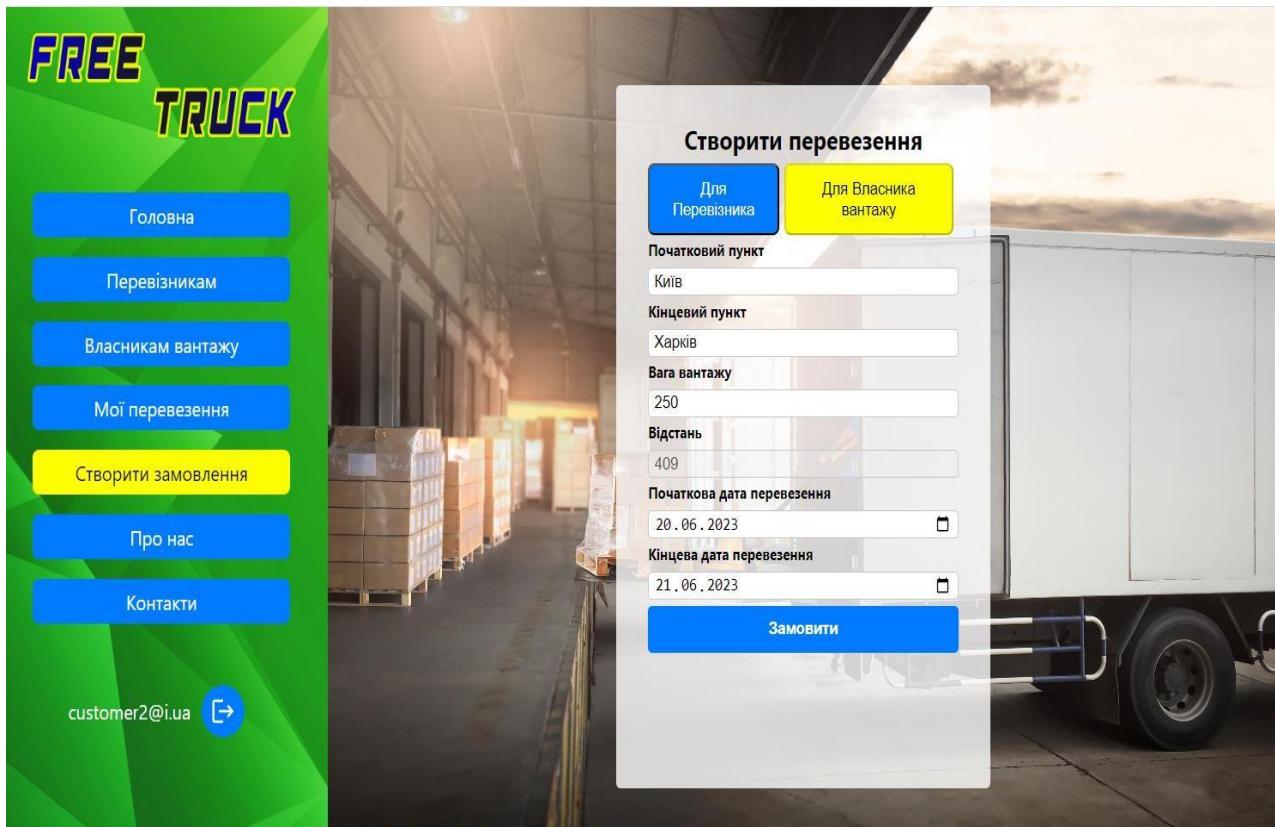 FREE
TRUCK
Головна
Перевізникам
Власникам вантажу
Мої перевезення
Створити замовлення
Про нас
Контакти
customer2@i.ua
Створити перевезення
Для
Перевізника
Для Власника
вантажу
Початковий пункт
Київ
Кінцевий пункт
Харків
Вага вантажу
250
Відстань
409
Початкова дата перевезення
20.06.2023
Кінцева дата перевезення
21.06.2023
Замовити